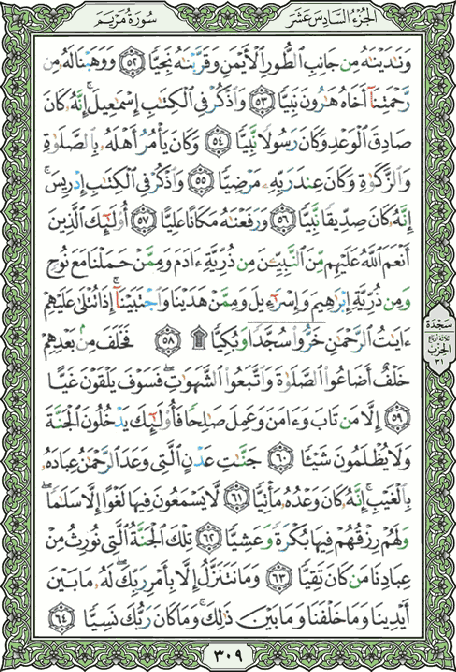 الجزء السادس عشر
سورة مريم
وَنَٰدَيْنَٰهُ مِن جَانِبِ ٱلطُّورِ ٱلْأَيْمَنِ وَقَرَّبْنَٰهُ نَجِيًّا ٥٢ وَوَهَبْنَا لَهُۥ مِن
رَّحْمَتِنَآ أَخَاهُ هَٰرُونَ نَبِيًّا ٥٣ وَٱذْكُرْ فِى ٱلْكِتَٰبِ إِسْمَٰعِيلَ ۚ إِنَّهُۥ كَانَ
صَادِقَ ٱلْوَعْدِ وَكَانَ رَسُولًا نَّبِيًّا ٥٤ وَكَانَ يَأْمُرُ أَهْلَهُۥ بِٱلصَّلَوٰةِ
وَٱلزَّكَوٰةِ وَكَانَ عِندَ رَبِّهِۦ مَرْضِيًّا ٥٥ وَٱذْكُرْ فِى ٱلْكِتَٰبِ إِدْرِيسَ ۚ
إِنَّهُۥ كَانَ صِدِّيقًا نَّبِيًّا ٥٦ وَرَفَعْنَٰهُ مَكَانًا عَلِيًّا ٥٧ أُو۟لَٰٓئِكَ ٱلَّذِينَ
أَنْعَمَ ٱللَّهُ عَلَيْهِم مِّنَ ٱلنَّبِيِّۦنَ مِن ذُرِّيَّةِ ءَادَمَ وَمِمَّنْ حَمَلْنَا مَعَ نُوحٍ
وَمِن ذُرِّيَّةِ إِبْرَٰهِيمَ وَإِسْرَٰٓءِيلَ وَمِمَّنْ هَدَيْنَا وَٱجْتَبَيْنَآ ۚ إِذَا تُتْلَىٰ عَلَيْهِمْ
ءَايَٰتُ ٱلرَّحْمَٰنِ خَرُّوا۟ سُجَّدًا وَبُكِيًّا ۩ ٥٨ فَخَلَفَ مِنۢ بَعْدِهِمْ
خَلْفٌ أَضَاعُوا۟ ٱلصَّلَوٰةَ وَٱتَّبَعُوا۟ ٱلشَّهَوَٰتِ ۖ فَسَوْفَ يَلْقَوْنَ غَيًّا
٥٩ إِلَّا مَن تَابَ وَءَامَنَ وَعَمِلَ صَٰلِحًا فَأُو۟لَٰٓئِكَ يَدْخُلُونَ ٱلْجَنَّةَ
وَلَا يُظْلَمُونَ شَيْـًٔا ٦٠ جَنَّٰتِ عَدْنٍ ٱلَّتِى وَعَدَ ٱلرَّحْمَٰنُ عِبَادَهُۥ
بِٱلْغَيْبِ ۚ إِنَّهُۥ كَانَ وَعْدُهُۥ مَأْتِيًّا ٦١ لَّا يَسْمَعُونَ فِيهَا لَغْوًا إِلَّا سَلَٰمًا ۖ
وَلَهُمْ رِزْقُهُمْ فِيهَا بُكْرَةً وَعَشِيًّا ٦٢ تِلْكَ ٱلْجَنَّةُ ٱلَّتِى نُورِثُ مِنْ
عِبَادِنَا مَن كَانَ تَقِيًّا ٦٣ وَمَا نَتَنَزَّلُ إِلَّا بِأَمْرِ رَبِّكَ ۖ لَهُۥ مَا بَيْنَ
أَيْدِينَا وَمَا خَلْفَنَا وَمَا بَيْنَ ذَٰلِكَ ۚ وَمَا كَانَ رَبُّكَ نَسِيًّا ٦٤
سجدة
الحزب
٣١
٣٠٩